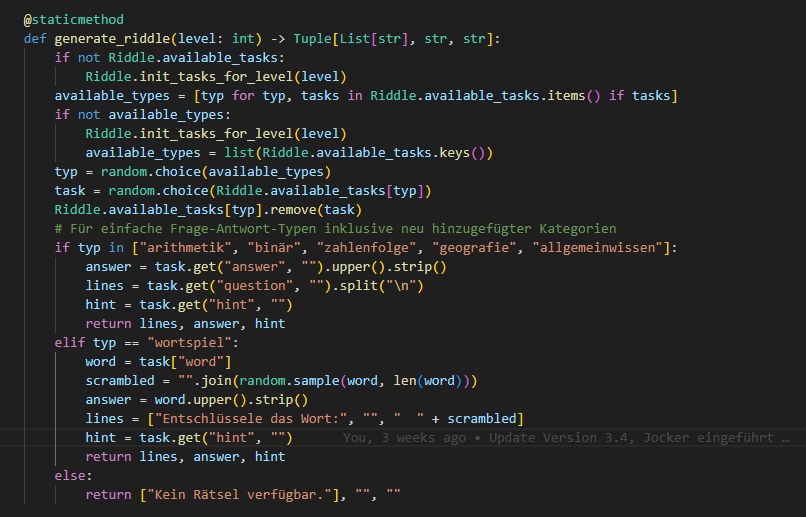 @staticmethod
def generate_riddle(level: int) -> Tuple[List[str], str, str]:
    if not Riddle.available_tasks:
        Riddle.init_tasks_for_level(level)
    available_types = [typ for typ, tasks in Riddle.available_tasks.items() if tasks]
    if not available_types:
        Riddle.init_tasks_for_level(level)
        available_types = list(Riddle.available_tasks.keys())
    typ = random.choice(available_types)
    task = random.choice(Riddle.available_tasks[typ])
    Riddle.available_tasks[typ].remove(task)
    # Für einfache Frage-Antwort-Typen inklusive neu hinzugefügter Kategorien
    if typ in ["arithmetik", "binär", "zahlenfolge", "geografie", "allgemeinwissen"]:
        answer = task.get("answer", "").upper().strip()
        lines = task.get("question", "").split("\n")
        hint = task.get("hint", "")
        return lines, answer, hint
    elif typ == "wortspiel":
        word = task["word"]
        scrambled = "".join(random.sample(word, len(word)))
        answer = word.upper().strip()
        lines = ["Entschlüssele das Wort:", "", "  " + scrambled]
        hint = task.get("hint", "")      You, 3 weeks ago • Update Version 3.4, Jocker eingeführt …
        return lines, answer, hint
    else:
        return ["Kein Rätsel verfügbar."], "", ""